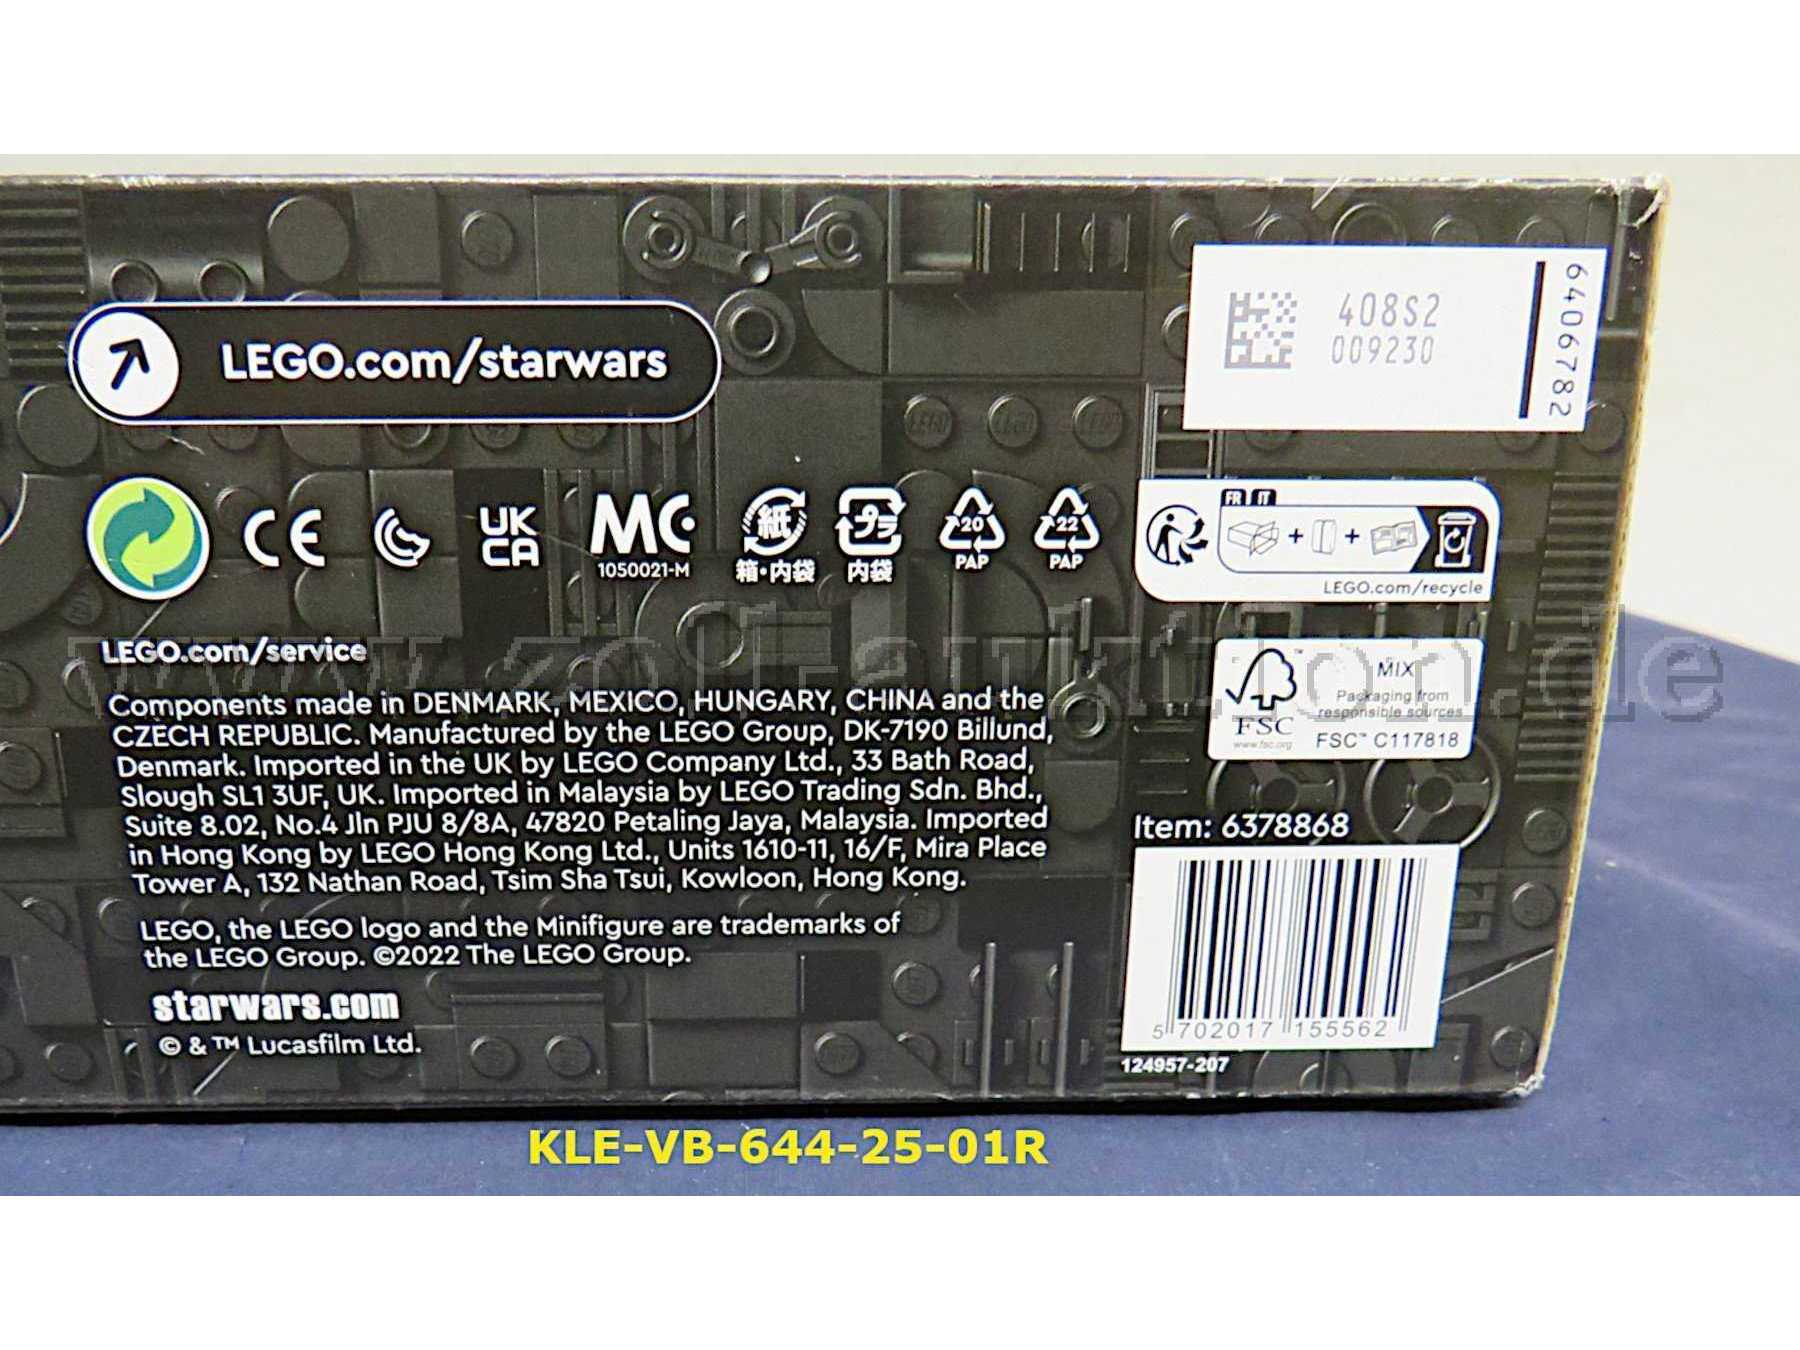 LEGO.com/starwars
408S2
009230
6406782
CE
UK
CA
MC
1050021-M
紙
箱・内袋
プラ
内袋
20
PAP
22
PAP
FR IT
+ +
LEGO.com/recycle
www.zoll-auktion.de
LEGO.com/service
Components made in DENMARK, MEXICO, HUNGARY, CHINA and the
CZECH REPUBLIC. Manufactured by the LEGO Group, DK-7190 Billund,
Denmark. Imported in the UK by LEGO Company Ltd., 33 Bath Road,
Slough SL1 3UF, UK. Imported in Malaysia by LEGO Trading Sdn. Bhd.,
Suite 8.02, No.4 Jln PJU 8/8A, 47820 Petaling Jaya, Malaysia. Imported
in Hong Kong by LEGO Hong Kong Ltd., Units 1610-11, 16/F, Mira Place
Tower A, 132 Nathan Road, Tsim Sha Tsui, Kowloon, Hong Kong.
LEGO, the LEGO logo and the Minifigure are trademarks of
the LEGO Group. ©2022 The LEGO Group.
starwars.com
© & ™ Lucasfilm Ltd.
FSC
www.fsc.org
MIX
Packaging from
responsible sources
FSC™ C117818
Item: 6378868
5 702017 155562
124957-207
LEGO LEGO LEGO
KLE-VB-644-25-01R